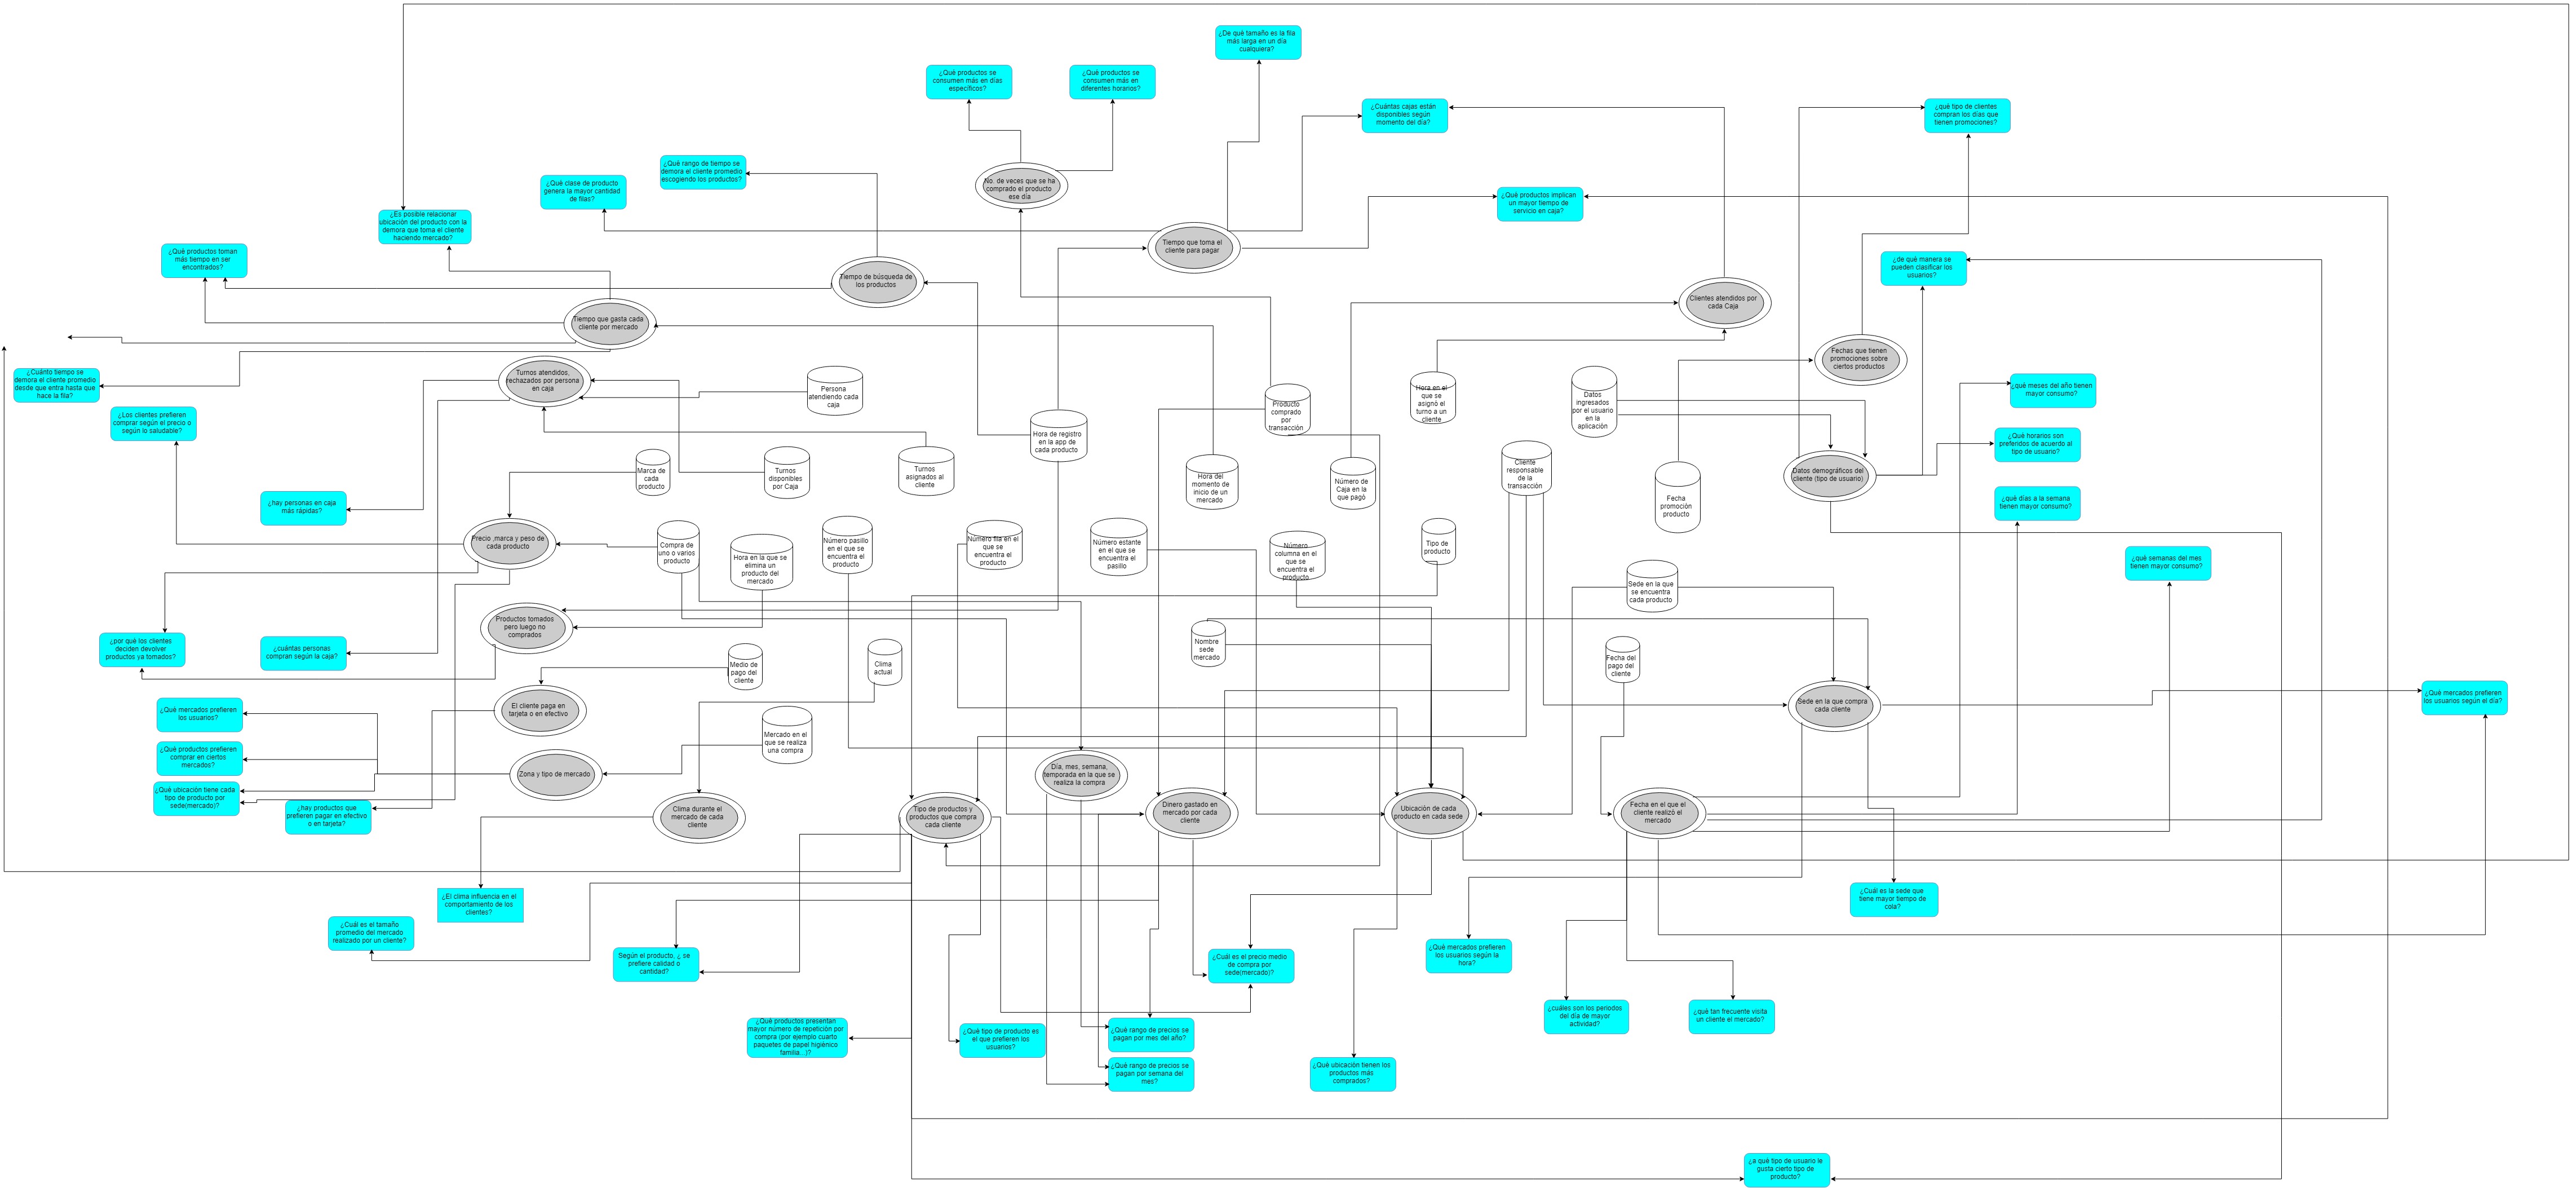 ¿De qué tamaño es la fila
más larga en un día
cualquiera?
¿Qué productos se
consumen más en días
específicos?
¿Qué productos se
consumen más en
diferentes horarios?
¿Cuántas cajas están
disponibles según
momento del día?
¿qué tipo de clientes
compran los días que
tienen promociones?
¿Qué rango de tiempo se
demora el cliente promedio
escogiendo los productos?
¿Qué clase de producto
genera la mayor cantidad
de filas?
No. de veces que se ha
comprado el producto
ese día
¿Qué productos implican
un mayor tiempo de
servicio en caja?
¿Es posible relacionar
ubicación del producto con la
demora que toma el cliente
haciendo mercado?
¿Qué productos toman
más tiempo en ser
encontrados?
Tiempo que toma el
cliente para pagar
¿de qué manera se
pueden clasificar los
usuarios?
Tiempo de búsqueda de
los productos
Clientes atendidos por
cada Caja
Tiempo que gasta cada
cliente por mercado
Fechas que tienen
promociones sobre
ciertos productos
¿Cuánto tiempo se
demora el cliente promedio
desde que entra hasta que
hace la fila?
Turnos atendidos,
rechazados por persona
en caja
Persona
atendiendo cada
caja
Producto
comprado
por
transacción
Hora en el
que se
asignó el
turno a un
cliente
Datos
ingresados
por el usuario
en la
aplicación
¿qué meses del año tienen
mayor consumo?
¿Los clientes prefieren
comprar según el precio o
según lo saludable?
Hora de registro
en la app de
cada producto
¿Qué horarios son
preferidos de acuerdo al
tipo de usuario?
Marca de
cada
producto
Turnos
disponibles
por Caja
Turnos
asignados al
cliente
Hora del
momento de
inicio de un
mercado
Número de
Caja en la
que pagó
Cliente
responsable
de la
transacción
Fecha
promoción
producto
Datos demográficos del
cliente (tipo de usuario)
¿hay personas en caja
más rápidas?
¿qué días a la semana
tienen mayor consumo?
Precio ,marca y peso de
cada producto
Compra de
uno o varios
producto
Hora en la que se
elimina un
producto del
mercado
Número pasillo
en el que se
encuentra el
producto
Número fila en el
que se
encuentra el
producto
Número estante
en el que se
encuentra el
pasillo
Número
columna en el
que se
encuentra el
producto
Tipo de
producto
¿qué semanas del mes
tienen mayor consumo?
Sede en la que
se encuentra
cada producto
Productos tomados
pero luego no
comprados
¿por qué los clientes
deciden devolver
productos ya tomados?
¿cuántas personas
compran según la caja?
Medio de
pago del
cliente
Clima
actual
Nombre
sede
mercado
Fecha del
pago del
cliente
¿Qué mercados prefieren
los usuarios?
El cliente paga en
tarjeta o en efectivo
Sede en la que compra
cada cliente
¿Qué mercados prefieren
los usuarios según el día?
¿Qué productos prefieren
comprar en ciertos
mercados?
Mercado en el
que se realiza
una compra
Zona y tipo de mercado
Día, mes, semana,
temporada en la que se
realiza la compra
¿Qué ubicación tiene cada
tipo de producto por
sede(mercado)?
¿hay productos que
prefieren pagar en efectivo
o en tarjeta?
Clima durante el
mercado de cada
cliente
Tipo de productos y
productos que compra
cada cliente
Dinero gastado en
mercado por cada
cliente
Ubicación de cada
producto en cada sede
Fecha en el que el
cliente realizó el
mercado
¿El clima influencia en el
comportamiento de los
clientes?
¿Cuál es la sede que
tiene mayor tiempo de
cola?
¿Cuál es el tamaño
promedio del mercado
realizado por un cliente?
Según el producto, ¿ se
prefiere calidad o
cantidad?
¿Cuál es el precio medio
de compra por
sede(mercado)?
¿Qué mercados prefieren
los usuarios según la
hora?
¿cuáles son los periodos
del día de mayor
actividad?
¿qué tan frecuente visita
un cliente el mercado?
¿Qué productos presentan
mayor número de repetición por
compra (por ejemplo cuarto
paquetes de papel higiénico
familia...)?
¿Qué tipo de producto es
el que prefieren los
usuarios?
¿Qué rango de precios se
pagan por mes del año?
¿Qué rango de precios se
pagan por semana del
mes?
¿Qué ubicación tienen los
productos más
comprados?
¿a qué tipo de usuario le
gusta cierto tipo de
producto?